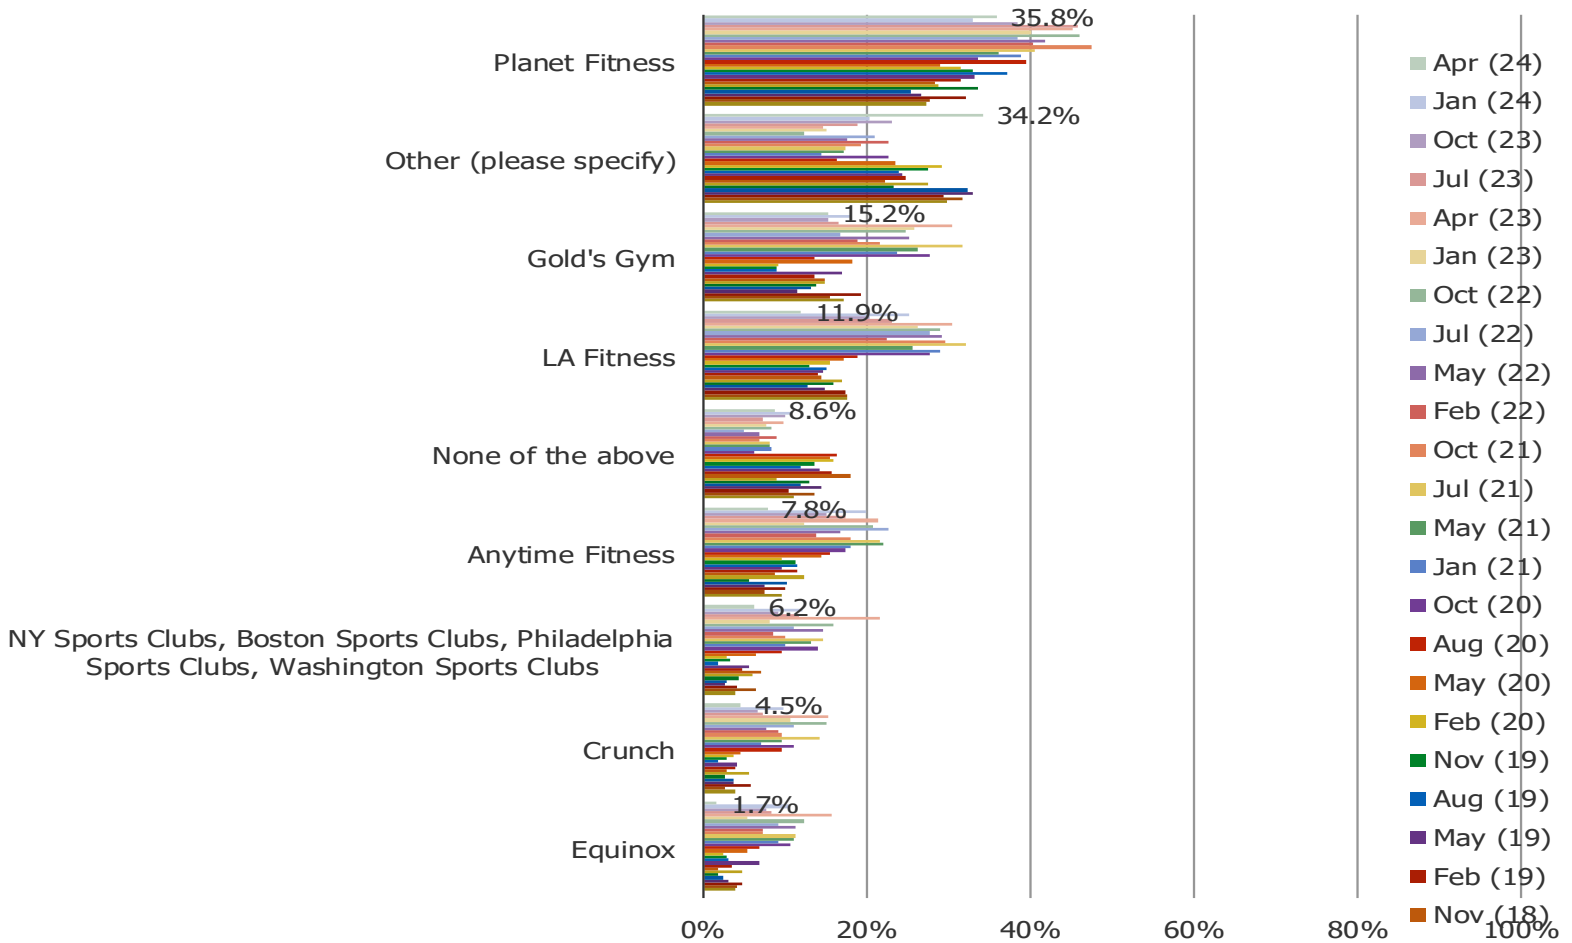 35.8%
Planet Fitness
34.2%
Other (please specify)
15.2%
Gold's Gym
11.9%
LA Fitness
8.6%
None of the above
7.8%
Anytime Fitness
6.2%
NY Sports Clubs, Boston Sports Clubs, Philadelphia
Sports Clubs, Washington Sports Clubs
4.5%
Crunch
1.7%
Equinox
0% 20% 40% 60% 80% 100%
Apr (24)
Jan (24)
Oct (23)
Jul (23)
Apr (23)
Jan (23)
Oct (22)
Jul (22)
May (22)
Feb (22)
Oct (21)
Jul (21)
May (21)
Jan (21)
Oct (20)
Aug (20)
May (20)
Feb (20)
Nov (19)
Aug (19)
May (19)
Feb (19)
Nov (18)